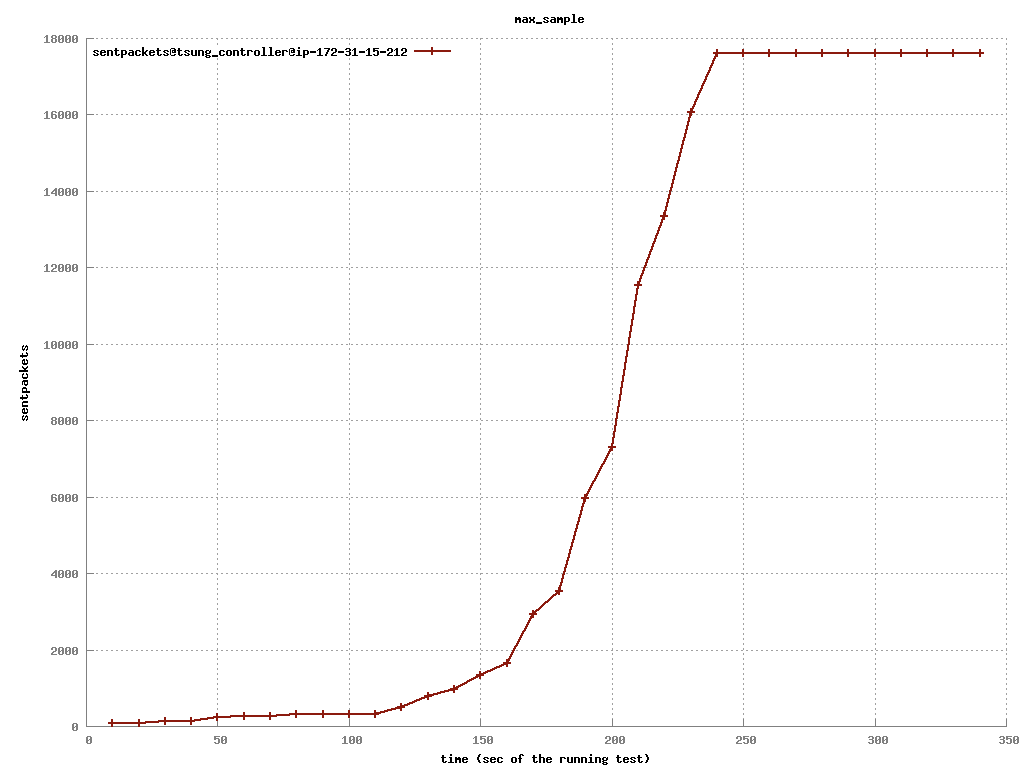 max_sample
sentpackets@tsung_controller@ip-172-31-15-212
18000
16000
14000
12000
10000
8000
6000
4000
2000
0
sentpackets
0 50 100 150 200 250 300 350
time (sec of the running test)